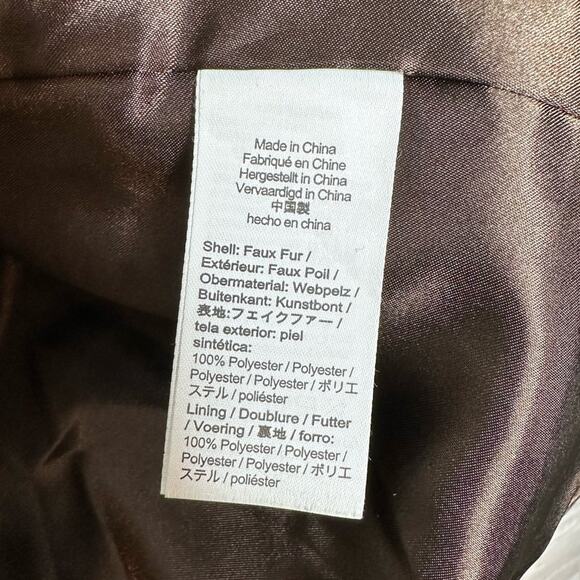 Made in China
Fabriqué en Chine
Hergestellt in China
Vervaardigd in China
中国製
hecho en china
Shell: Faux Fur /
Extérieur: Faux Poil /
Obermaterial: Webpelz /
Buitenkant: Kunstbont /
表地:フェイクファー /
tela exterior: piel
sintética:
100% Polyester / Polyester /
Polyester / Polyester / ポリエ
ステル / poliéster
Lining / Doublure / Futter
/ Voering / 裏地 / forro:
100% Polyester / Polyester /
Polyester / Polyester / ポリエ
ステル / poliéster